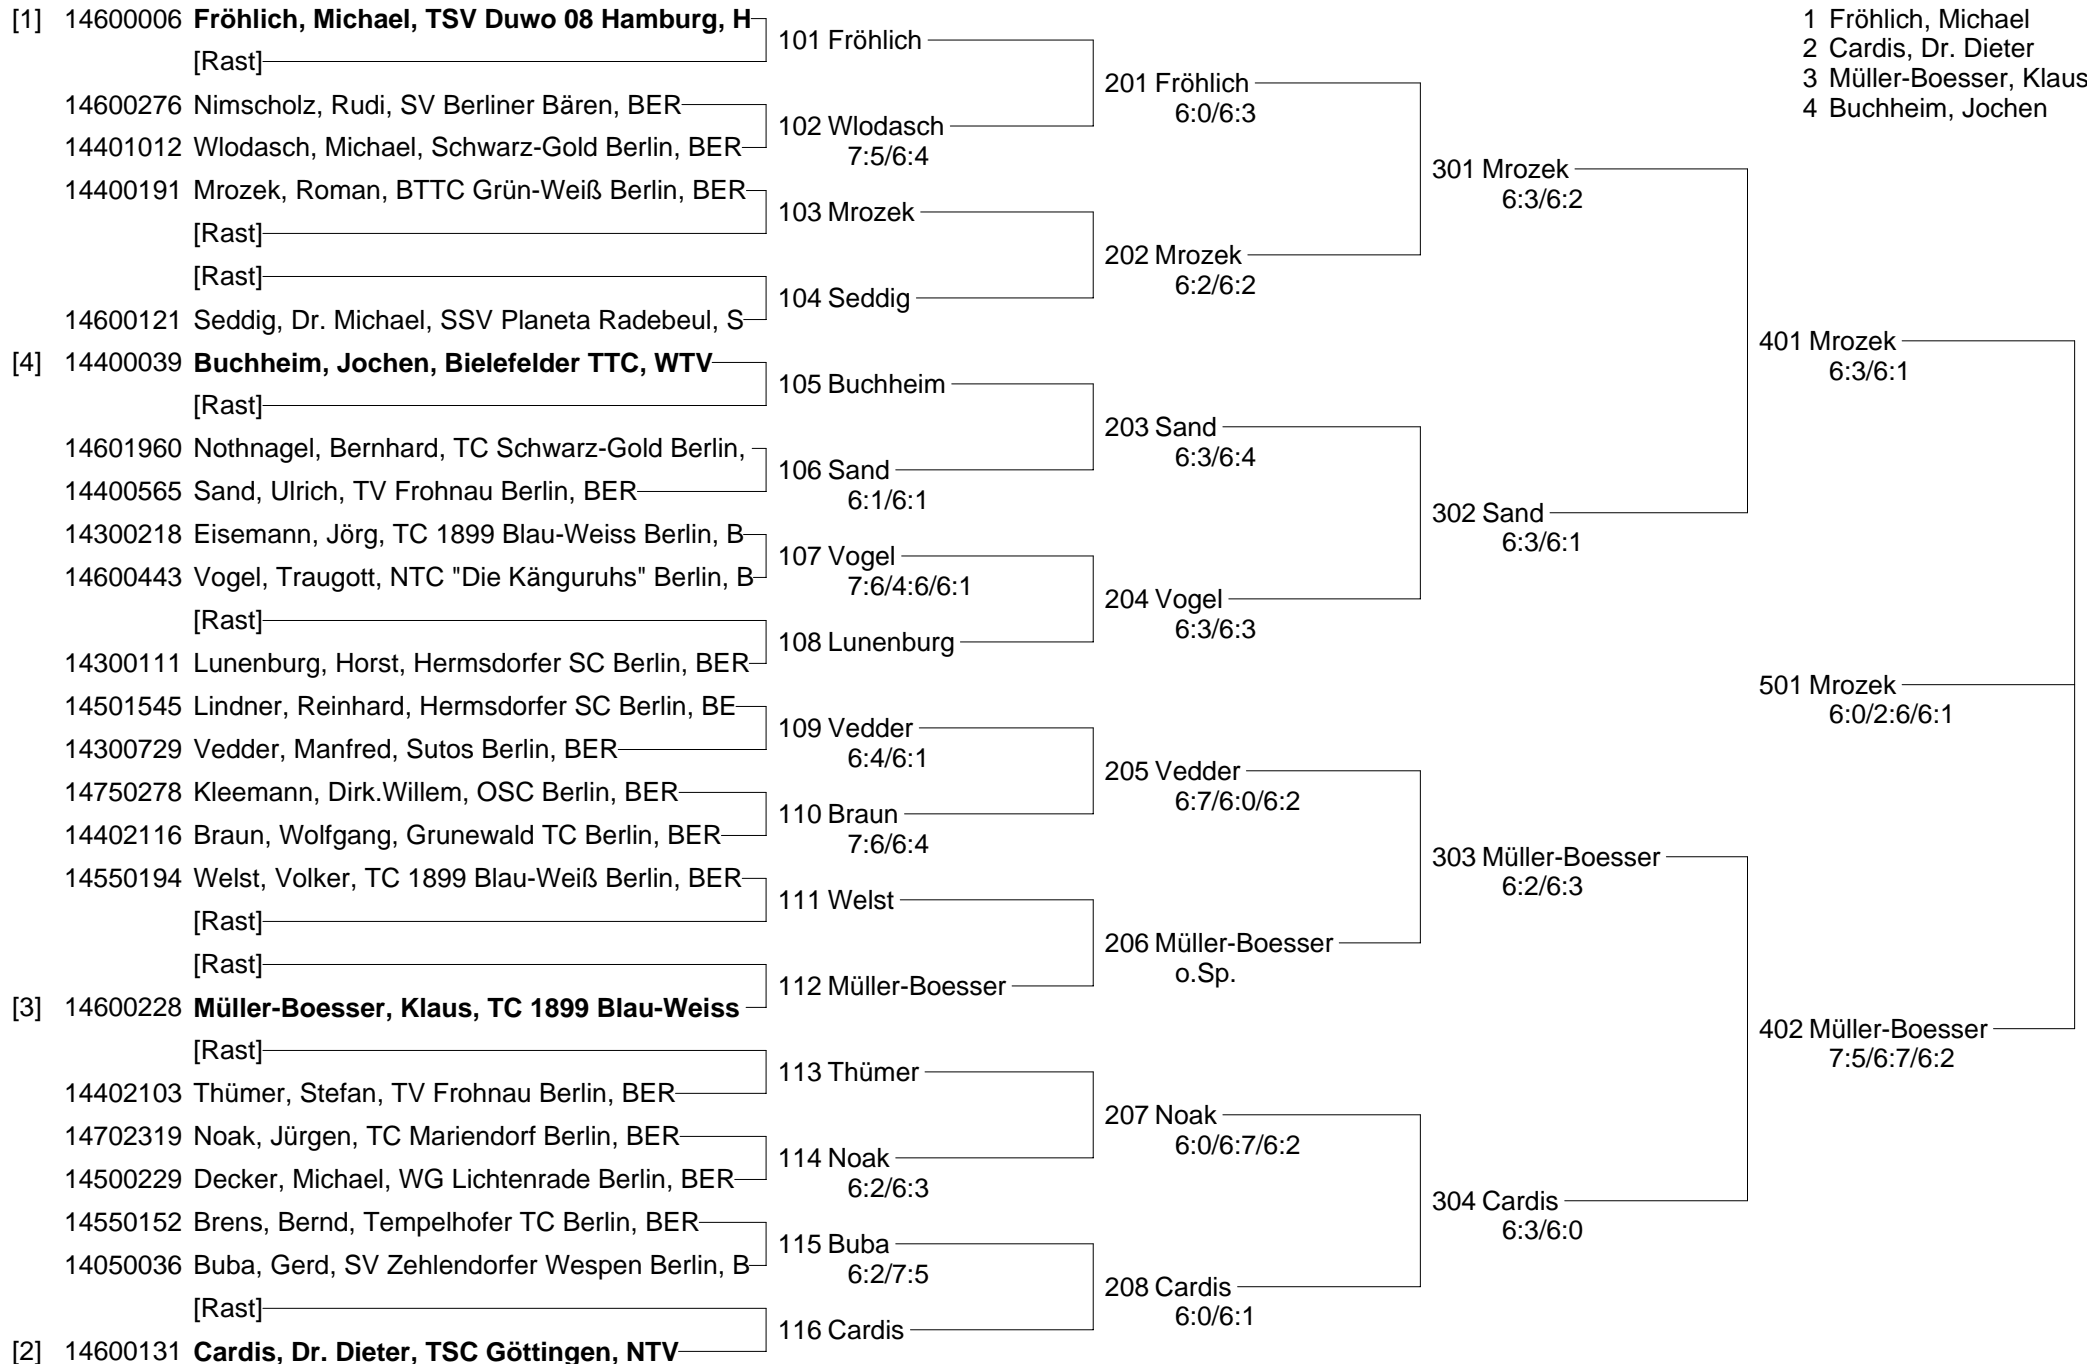 [1] 14600006 Fröhlich, Michael, TSV Duwo 08 Hamburg, H
[Rast]
14600276 Nimscholz, Rudi, SV Berliner Bären, BER
14401012 Wlodasch, Michael, Schwarz-Gold Berlin, BER
14400191 Mrozek, Roman, BTTC Grün-Weiß Berlin, BER
[Rast]
[Rast]
14600121 Seddig, Dr. Michael, SSV Planeta Radebeul, S
[4] 14400039 Buchheim, Jochen, Bielefelder TTC, WTV
[Rast]
14601960 Nothnagel, Bernhard, TC Schwarz-Gold Berlin,
14400565 Sand, Ulrich, TV Frohnau Berlin, BER
14300218 Eisemann, Jörg, TC 1899 Blau-Weiss Berlin, B
14600443 Vogel, Traugott, NTC "Die Känguruhs" Berlin, B
[Rast]
14300111 Lunenburg, Horst, Hermsdorfer SC Berlin, BER
14501545 Lindner, Reinhard, Hermsdorfer SC Berlin, BE
14300729 Vedder, Manfred, Sutos Berlin, BER
14750278 Kleemann, Dirk.Willem, OSC Berlin, BER
14402116 Braun, Wolfgang, Grunewald TC Berlin, BER
14550194 Welst, Volker, TC 1899 Blau-Weiß Berlin, BER
[Rast]
[Rast]
[3] 14600228 Müller-Boesser, Klaus, TC 1899 Blau-Weiss
[Rast]
14402103 Thümer, Stefan, TV Frohnau Berlin, BER
14702319 Noak, Jürgen, TC Mariendorf Berlin, BER
14500229 Decker, Michael, WG Lichtenrade Berlin, BER
14550152 Brens, Bernd, Tempelhofer TC Berlin, BER
14050036 Buba, Gerd, SV Zehlendorfer Wespen Berlin, B
[Rast]
[2] 14600131 Cardis, Dr. Dieter, TSC Göttingen, NTV
101 Fröhlich
102 Wlodasch
7:5/6:4
103 Mrozek
104 Seddig
105 Buchheim
106 Sand
6:1/6:1
107 Vogel
7:6/4:6/6:1
108 Lunenburg
109 Vedder
6:4/6:1
110 Braun
7:6/6:4
111 Welst
112 Müller-Boesser
113 Thümer
114 Noak
6:2/6:3
115 Buba
6:2/7:5
116 Cardis
201 Fröhlich
6:0/6:3
202 Mrozek
6:2/6:2
203 Sand
6:3/6:4
204 Vogel
6:3/6:3
205 Vedder
6:7/6:0/6:2
206 Müller-Boesser
o.Sp.
207 Noak
6:0/6:7/6:2
208 Cardis
6:0/6:1
301 Mrozek
6:3/6:2
302 Sand
6:3/6:1
303 Müller-Boesser
6:2/6:3
304 Cardis
6:3/6:0
401 Mrozek
6:3/6:1
501 Mrozek
6:0/2:6/6:1
402 Müller-Boesser
7:5/6:7/6:2
1 Fröhlich, Michael
2 Cardis, Dr. Dieter
3 Müller-Boesser, Klaus
4 Buchheim, Jochen